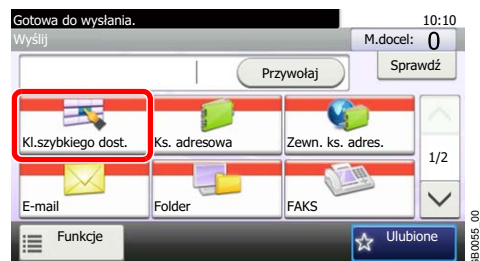 Gotowa do wysłania. 10:10
Wyślij M.docel: 0
Przywołaj Sprawdź
Kl.szybkiego dost. Ks. adresowa Zewn. ks. adres.
1/2
E-mail Folder FAKS
Funkcje Ulubione